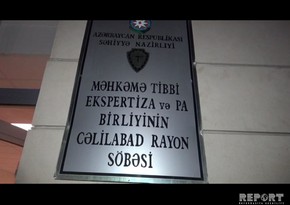 AZƏRBAYCAN RESPUBLİKASI
SƏHİYYƏ NAZİRLİYİ
MƏHKƏMƏ TİBBİ
EKSPERTİZA və PA
BİRLİYİNİN
CƏLİLABAD RAYON
ŞÖBƏSİ
REPORT